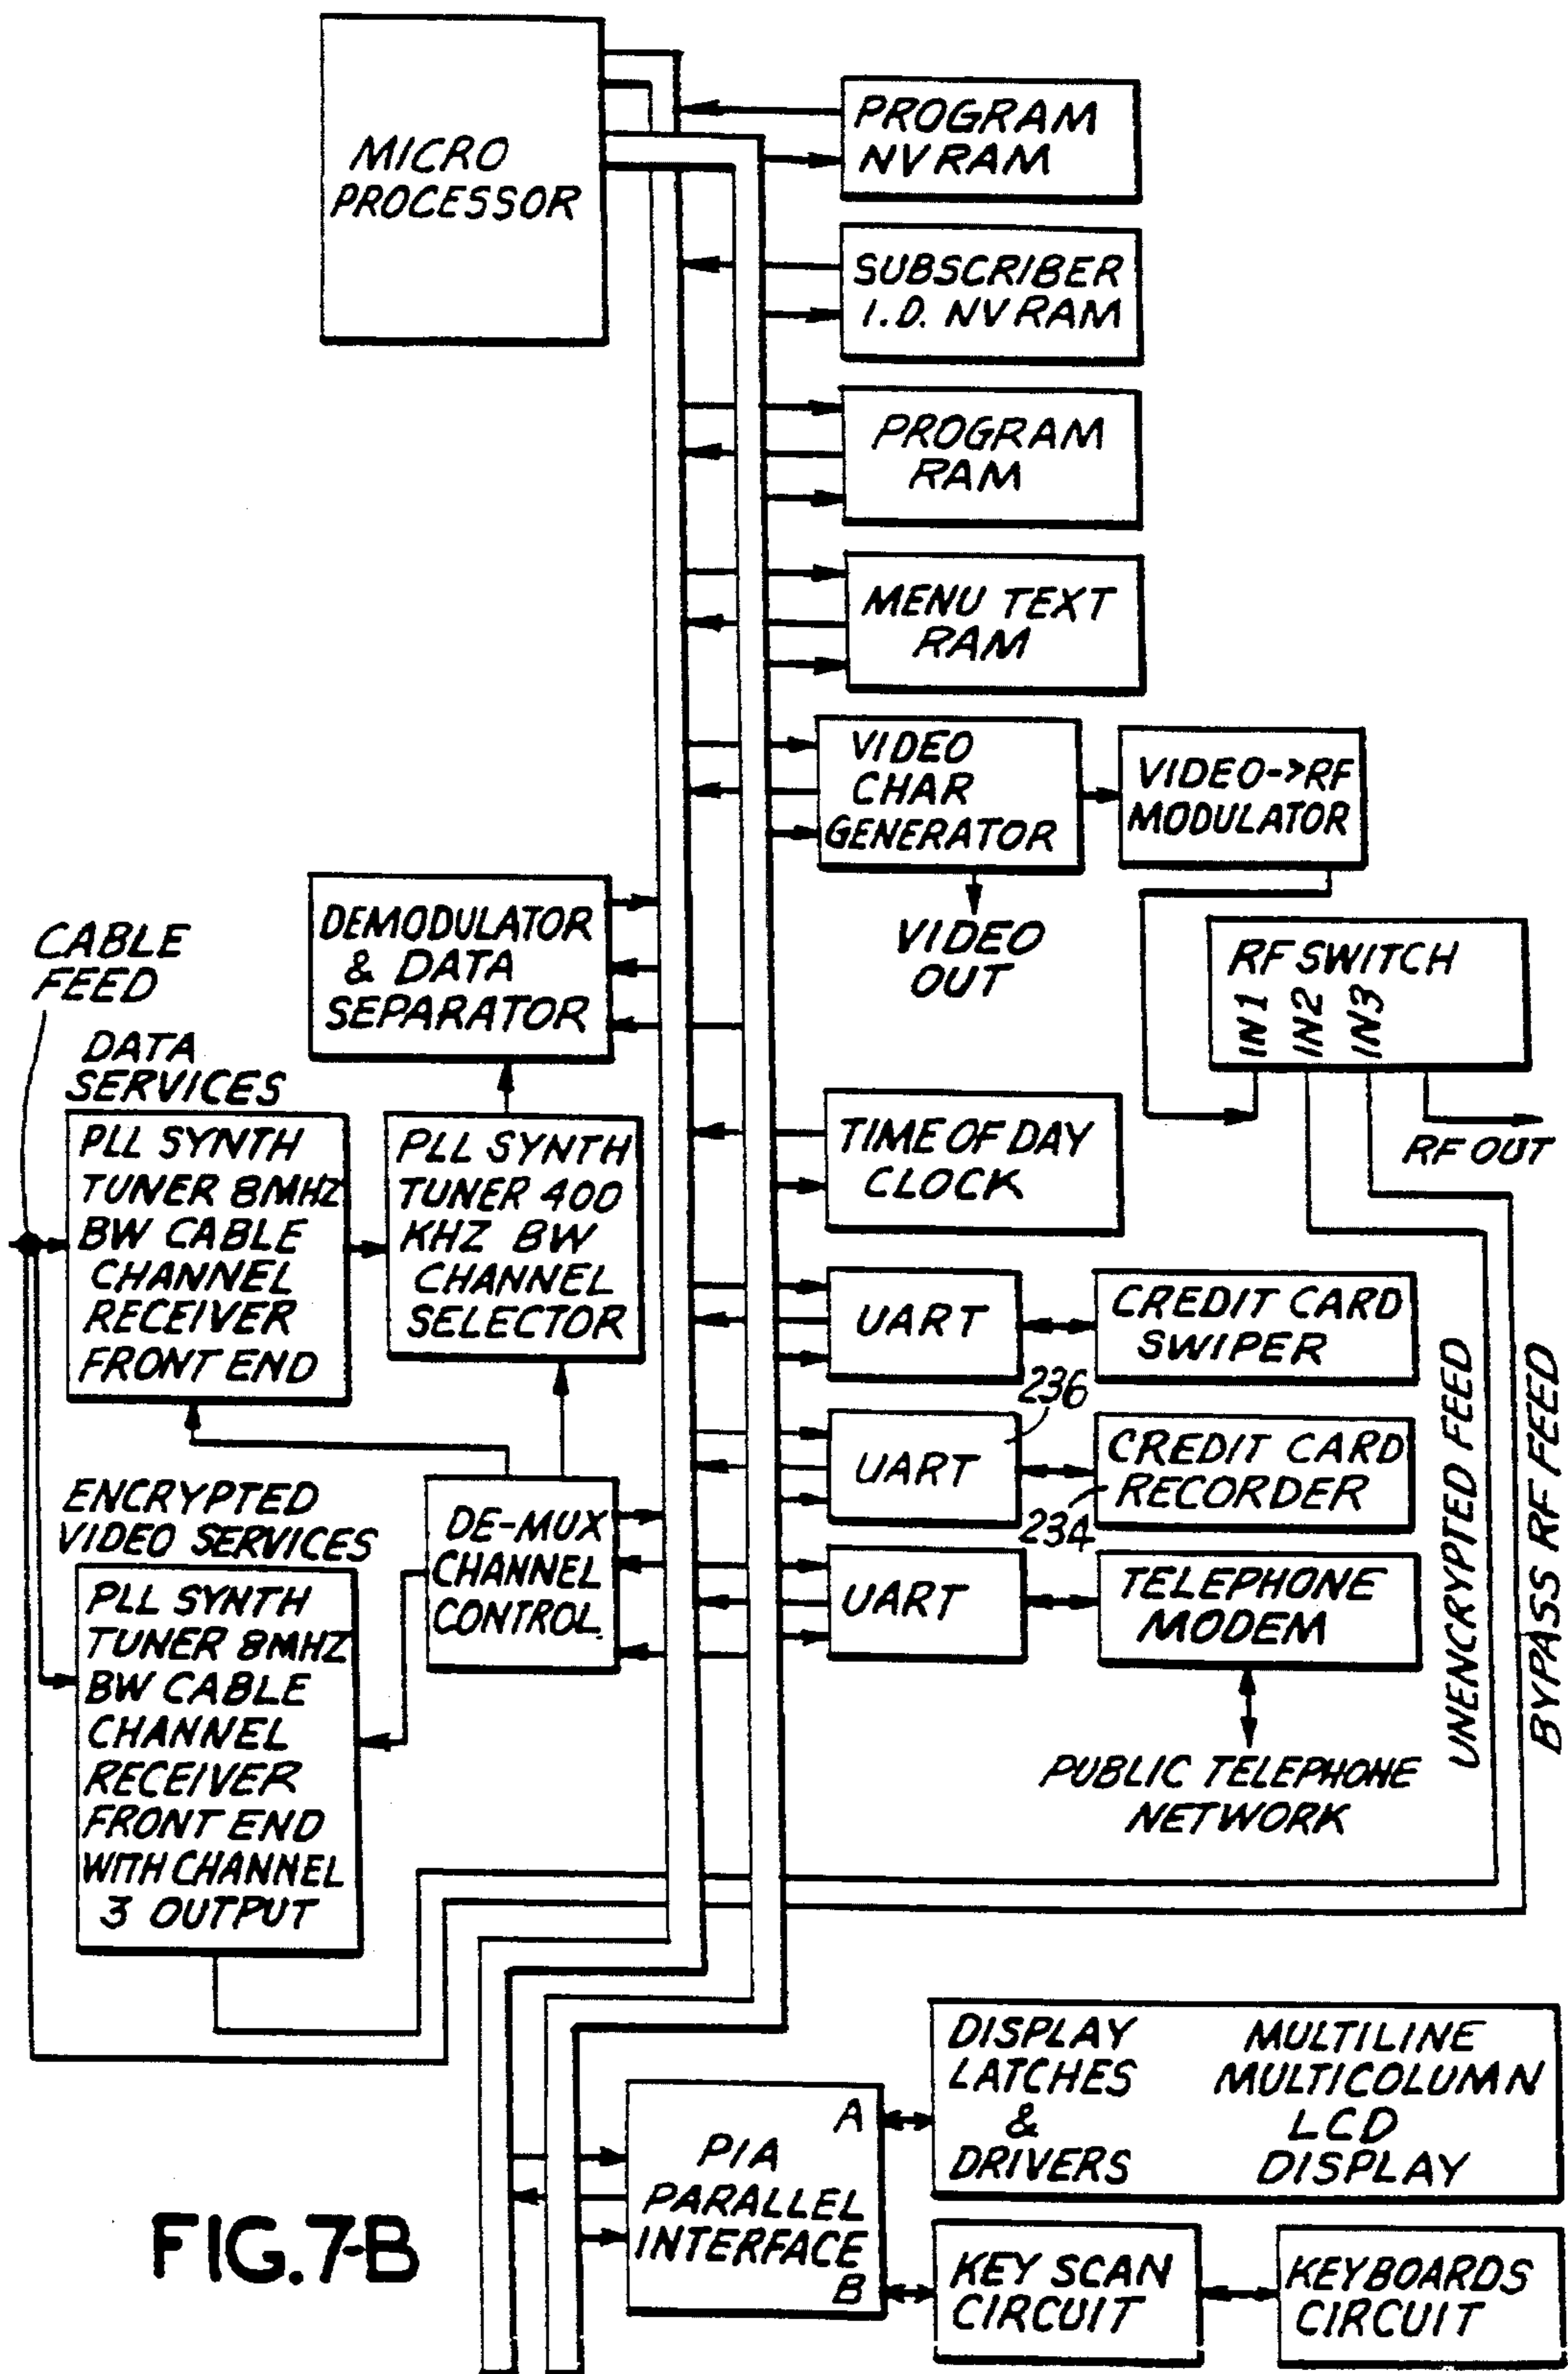 MICRO
PROCESSOR
PROGRAM
NVRAM
SUBSCRIBER
I.D. NVRAM
PROGRAM
RAM
MENU TEXT
RAM
VIDEO
CHAR
GENERATOR
VIDEO->RF
MODULATOR
VIDEO
OUT
DEMODULATOR
& DATA
SEPARATOR
CABLE
FEED
RF SWITCH
IN1
IN2
IN3
RF OUT
DATA
SERVICES
PLL SYNTH
TUNER 8MHZ
BW CABLE
CHANNEL
RECEIVER
FRONT END
PLL SYNTH
TUNER 400
KHZ BW
CHANNEL
SELECTOR
TIME OF DAY
CLOCK
UART
CREDIT CARD
SWIPER
236
UART
CREDIT CARD
RECORDER
234
UART
TELEPHONE
MODEM
PUBLIC TELEPHONE
NETWORK
UNENCRYPTED FEED
BYPASS RF FEED
ENCRYPTED
VIDEO SERVICES
PLL SYNTH
TUNER 8MHZ
BW CABLE
CHANNEL
RECEIVER
FRONT END
WITH CHANNEL
3 OUTPUT
DE-MUX
CHANNEL
CONTROL
DISPLAY
LATCHES
&
DRIVERS
MULTILINE
MULTICOLUMN
LCD
DISPLAY
A
PIA
PARALLEL
INTERFACE
B
KEY SCAN
CIRCUIT
KEYBOARDS
CIRCUIT
FIG.7-B